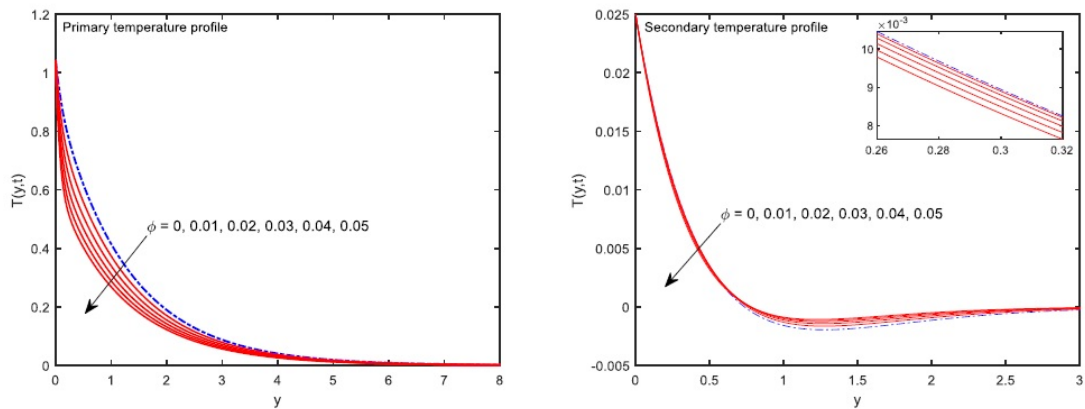 Primary temperature profile
1.2
1
0.8
0.6
0.4
0.2
0
T(y,t)
ϕ = 0, 0.01, 0.02, 0.03, 0.04, 0.05
0 1 2 3 4 5 6 7 8
y
Secondary temperature profile
0.025
0.02
0.015
0.01
0.005
0
-0.005
T(y,t)
×10⁻³
10
9
8
0.26 0.28 0.3 0.32
ϕ = 0, 0.01, 0.02, 0.03, 0.04, 0.05
0 0.5 1 1.5 2 2.5 3
y